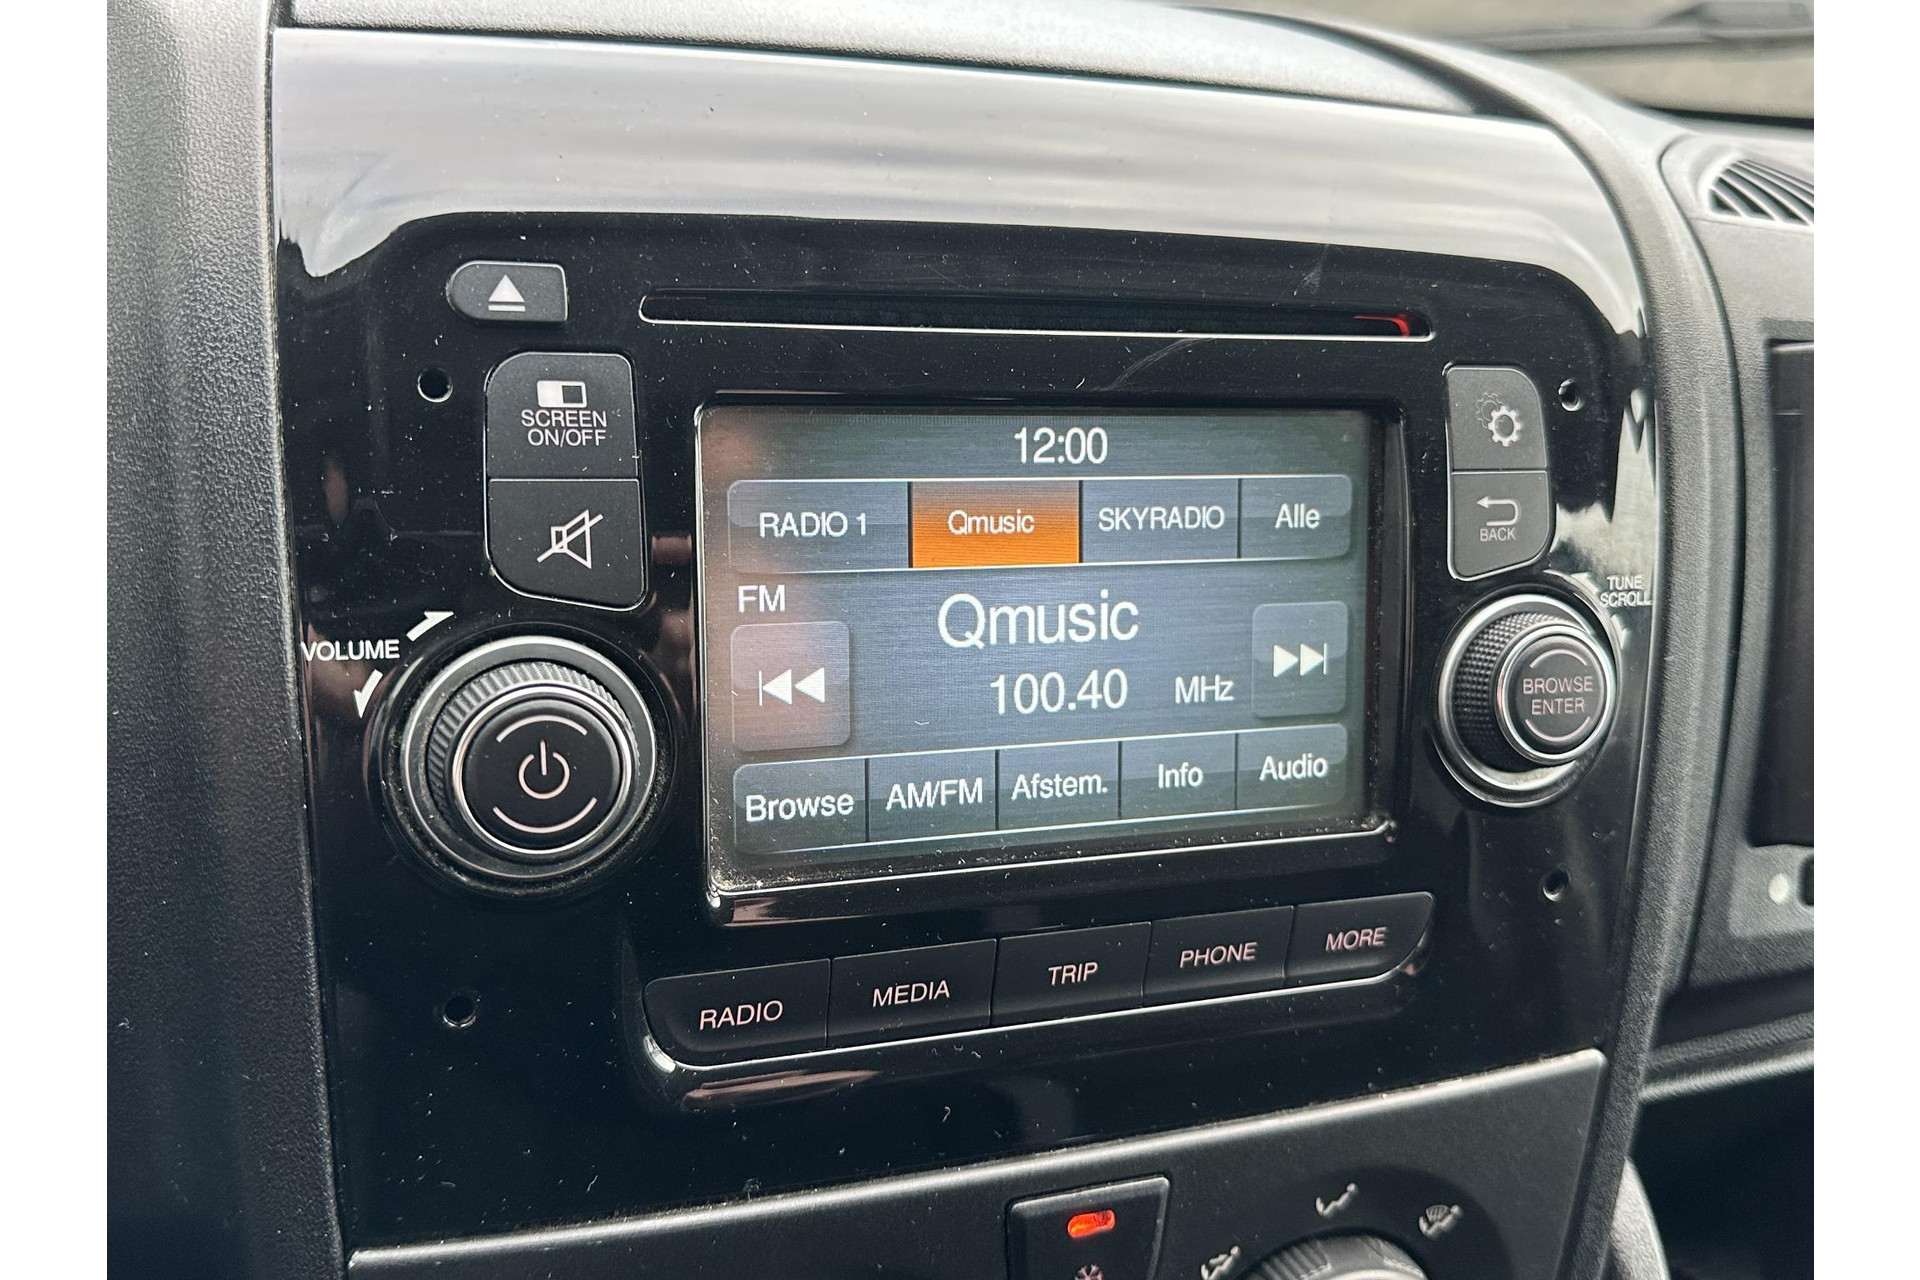 SCREEN
ON/OFF
VOLUME
12:00
RADIO 1 Qmusic SKYRADIO Alle
FM
Qmusic
100.40 MHz
Browse AM/FM Afstem. Info Audio
BACK
TUNE
SCROLL
BROWSE
ENTER
RADIO MEDIA TRIP PHONE MORE